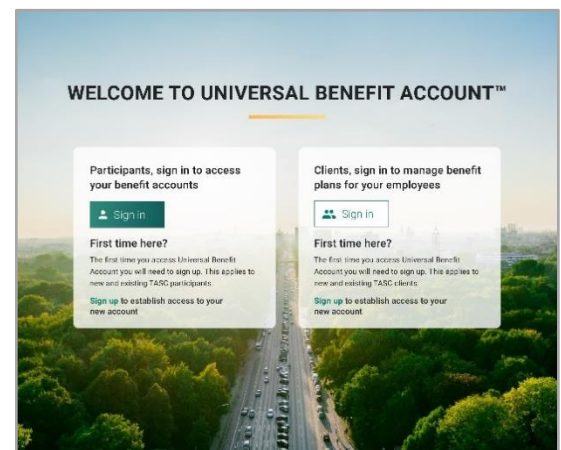 WELCOME TO UNIVERSAL BENEFIT ACCOUNT™
Participants, sign in to access
your benefit accounts
Sign in
First time here?
The first time you access Universal Benefit
Account you will need to sign up. This applies to
new and existing TASC participants.
Sign up to establish access to your
new account
Clients, sign in to manage benefit
plans for your employees
Sign in
First time here?
The first time you access Universal Benefit
Account you will need to sign up. This applies to
new and existing TASC clients.
Sign up to establish access to your
new account